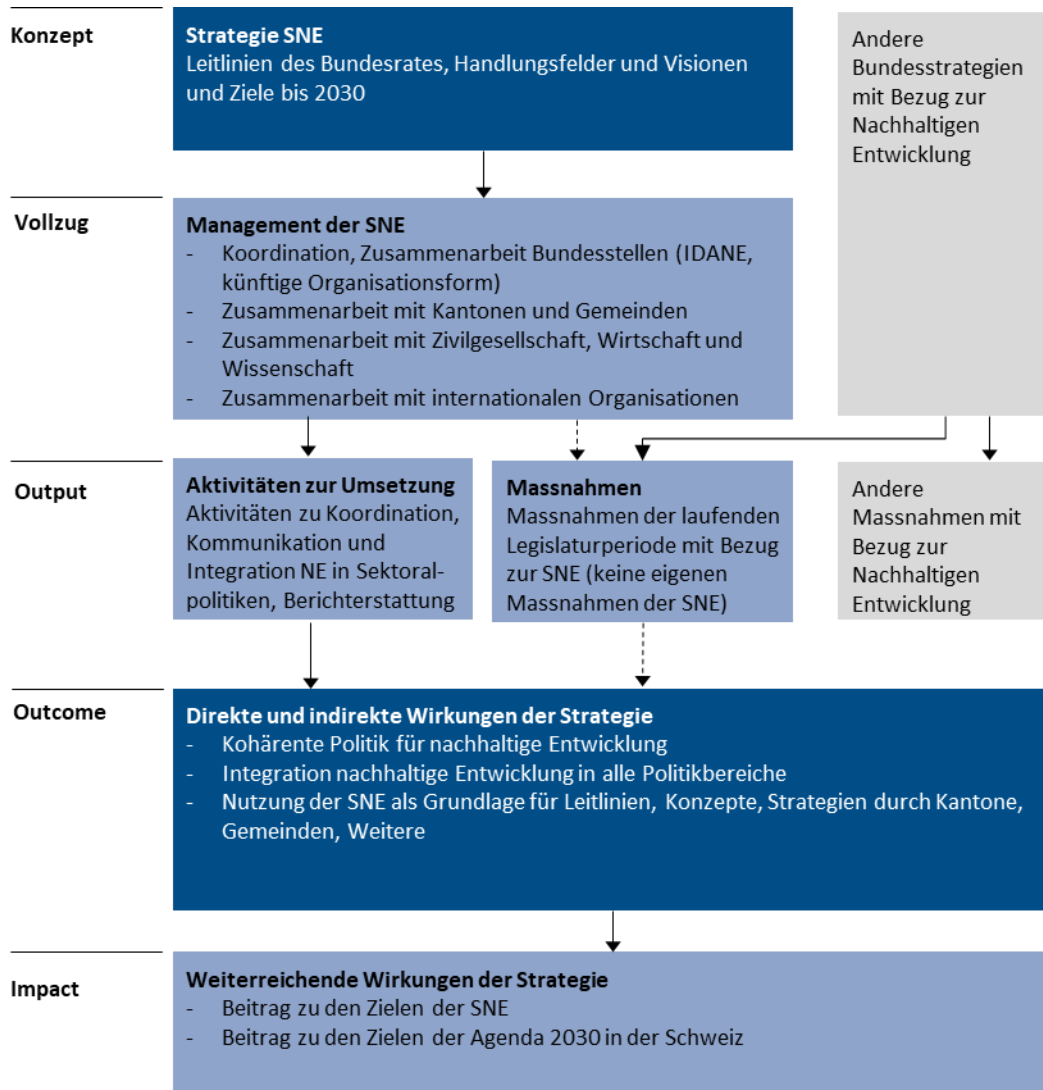 Konzept
Strategie SNE
Leitlinien des Bundesrates, Handlungsfelder und Visionen
und Ziele bis 2030
Andere
Bundesstrategien
mit Bezug zur
Nachhaltigen
Entwicklung
Vollzug
Management der SNE
- Koordination, Zusammenarbeit Bundesstellen (IDANE,
künftige Organisationsform)
- Zusammenarbeit mit Kantonen und Gemeinden
- Zusammenarbeit mit Zivilgesellschaft, Wirtschaft und
Wissenschaft
- Zusammenarbeit mit internationalen Organisationen
Output
Aktivitäten zur Umsetzung
Aktivitäten zu Koordination,
Kommunikation und
Integration NE in Sektoral-
politiken, Berichterstattung
Massnahmen
Massnahmen der laufenden
Legislaturperiode mit Bezug
zur SNE (keine eigenen
Massnahmen der SNE)
Andere
Massnahmen mit
Bezug zur
Nachhaltigen
Entwicklung
Outcome
Direkte und indirekte Wirkungen der Strategie
- Kohärente Politik für nachhaltige Entwicklung
- Integration nachhaltige Entwicklung in alle Politikbereiche
- Nutzung der SNE als Grundlage für Leitlinien, Konzepte, Strategien durch Kantone,
Gemeinden, Weitere
Impact
Weiterreichende Wirkungen der Strategie
- Beitrag zu den Zielen der SNE
- Beitrag zu den Zielen der Agenda 2030 in der Schweiz